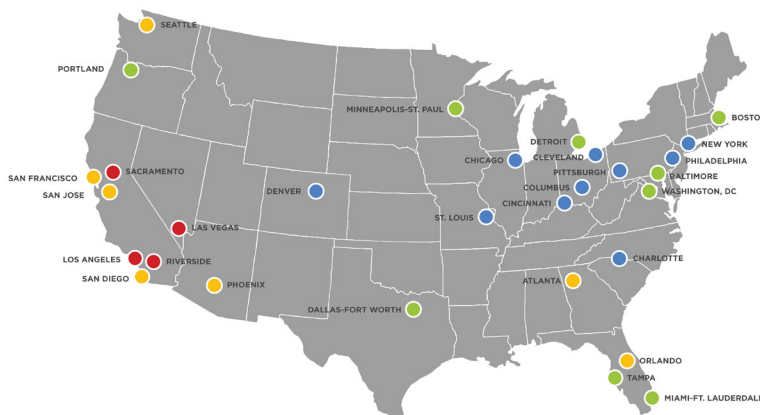 SEATTLE
PORTLAND
MINNEAPOLIS-ST. PAUL
BOSTO
DETROIT
NEW YORK
CLEVELAND
CHICAGO
PHILADELPHIA
PITTSBURGH
SACRAMENTO
BALTIMORE
SAN FRANCISCO
COLUMBUS
DENVER
WASHINGTON, DC
SAN JOSE
CINCINNATI
ST. LOUIS
LAS VEGAS
LOS ANGELES
RIVERSIDE
CHARLOTTE
SAN DIEGO
ATLANTA
PHOENIX
DALLAS-FORT WORTH
ORLANDO
TAMPA
MIAMI-FT. LAUDERDALE